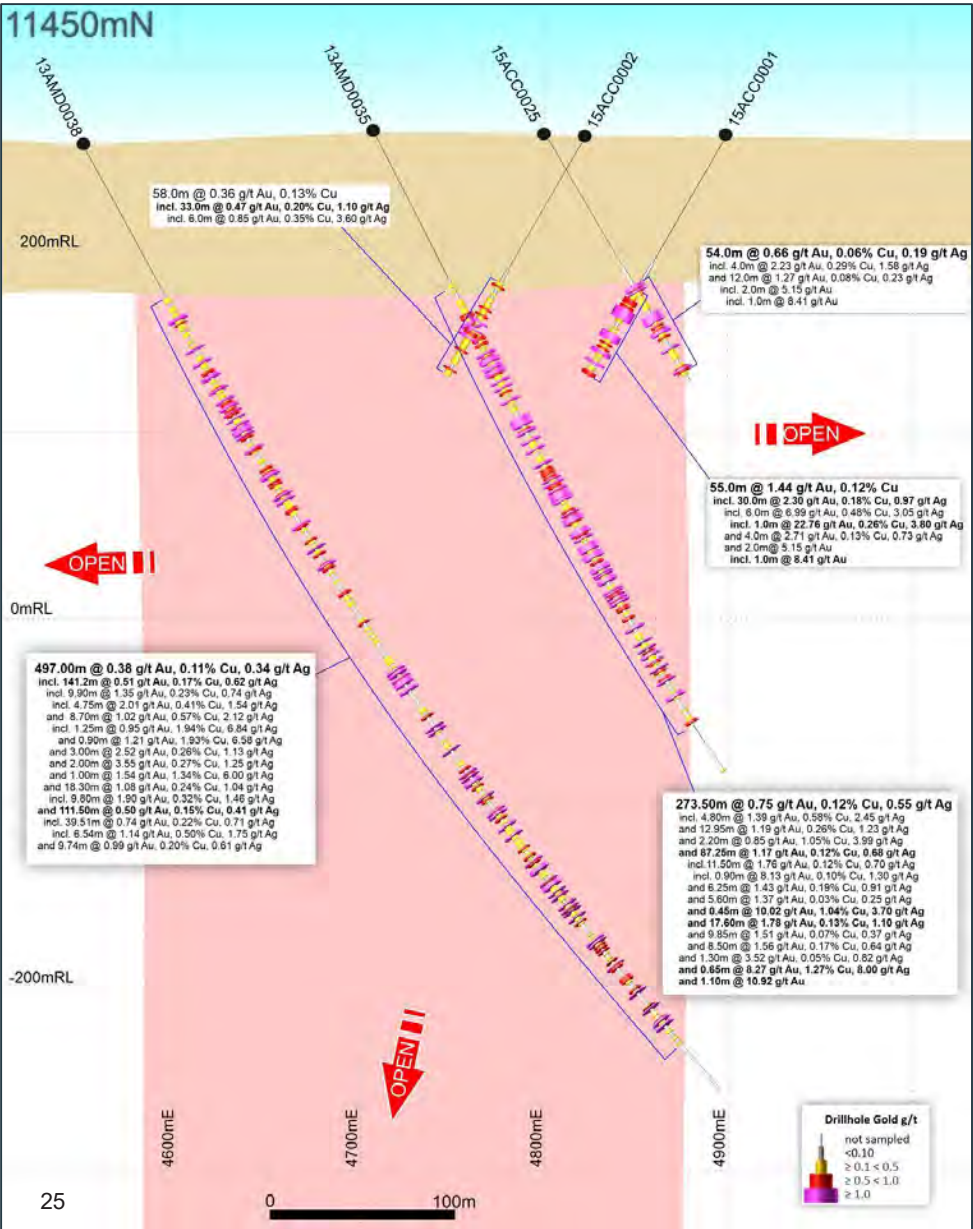 11450mN
13AMD0038
13AMD0035
15ACC0025
15ACC0002
15ACC0001
58.0m @ 0.36 g/t Au, 0.13% Cu
incl. 33.0m @ 0.47 g/t Au, 0.20% Cu, 1.10 g/t Ag
incl. 6.0m @ 0.85 g/t Au, 0.35% Cu, 3.60 g/t Ag
200mRL
54.0m @ 0.66 g/t Au, 0.06% Cu, 0.19 g/t Ag
incl. 4.0m @ 2.23 g/t Au, 0.29% Cu, 1.58 g/t Ag
and 12.0m @ 1.27 g/t Au, 0.08% Cu, 0.23 g/t Ag
incl. 2.0m @ 5.15 g/t Au
incl. 1.0m @ 8.41 g/t Au
OPEN
55.0m @ 1.44 g/t Au, 0.12% Cu
incl. 30.0m @ 2.30 g/t Au, 0.18% Cu, 0.97 g/t Ag
incl. 6.0m @ 6.99 g/t Au, 0.48% Cu, 3.05 g/t Ag
incl. 1.0m @ 22.76 g/t Au, 0.26% Cu, 3.80 g/t Ag
and 4.0m @ 2.71 g/t Au, 0.13% Cu, 0.73 g/t Ag
and 2.0m@ 5.15 g/t Au
incl. 1.0m @ 8.41 g/t Au
OPEN
0mRL
497.00m @ 0.38 g/t Au, 0.11% Cu, 0.34 g/t Ag
incl. 141.2m @ 0.51 g/t Au, 0.17% Cu, 0.62 g/t Ag
incl. 9.90m @ 1.35 g/t Au, 0.23% Cu, 0.74 g/t Ag
incl. 4.75m @ 2.01 g/t Au, 0.41% Cu, 1.54 g/t Ag
and 8.70m @ 1.02 g/t Au, 0.57% Cu, 2.12 g/t Ag
incl. 1.25m @ 0.95 g/t Au, 1.94% Cu, 6.84 g/t Ag
and 0.90m @ 1.21 g/t Au, 1.93% Cu, 6.58 g/t Ag
and 3.00m @ 2.52 g/t Au, 0.26% Cu, 1.13 g/t Ag
and 2.00m @ 3.55 g/t Au, 0.27% Cu, 1.25 g/t Ag
and 1.00m @ 1.54 g/t Au, 1.34% Cu, 6.00 g/t Ag
and 18.30m @ 1.08 g/t Au, 0.24% Cu, 1.04 g/t Ag
incl. 9.80m @ 1.90 g/t Au, 0.32% Cu, 1.46 g/t Ag
and 111.50m @ 0.50 g/t Au, 0.15% Cu, 0.41 g/t Ag
incl. 39.51m @ 0.74 g/t Au, 0.22% Cu, 0.71 g/t Ag
incl. 6.54m @ 1.14 g/t Au, 0.50% Cu, 1.75 g/t Ag
and 9.74m @ 0.99 g/t Au, 0.20% Cu, 0.61 g/t Ag
273.50m @ 0.75 g/t Au, 0.12% Cu, 0.55 g/t Ag
incl. 4.80m @ 1.39 g/t Au, 0.58% Cu, 2.45 g/t Ag
and 12.95m @ 1.19 g/t Au, 0.26% Cu, 1.23 g/t Ag
and 2.20m @ 0.85 g/t Au, 1.05% Cu, 3.99 g/t Ag
and 87.25m @ 1.17 g/t Au, 0.12% Cu, 0.68 g/t Ag
incl.11.50m @ 1.76 g/t Au, 0.12% Cu, 0.70 g/t Ag
incl. 0.90m @ 8.13 g/t Au, 0.10% Cu, 1.30 g/t Ag
and 6.25m @ 1.43 g/t Au, 0.19% Cu, 0.91 g/t Ag
and 5.60m @ 1.37 g/t Au, 0.03% Cu, 0.25 g/t Ag
and 0.45m @ 10.02 g/t Au, 1.04% Cu, 3.70 g/t Ag
and 17.60m @ 1.78 g/t Au, 0.13% Cu, 1.10 g/t Ag
and 9.85m @ 1.51 g/t Au, 0.07% Cu, 0.37 g/t Ag
and 8.50m @ 1.56 g/t Au, 0.17% Cu, 0.64 g/t Ag
and 1.30m @ 3.52 g/t Au, 0.05% Cu, 0.62 g/t Ag
and 0.65m @ 8.27 g/t Au, 1.27% Cu, 8.00 g/t Ag
and 1.10m @ 10.92 g/t Au
-200mRL
OPEN
4600mE
4700mE
4800mE
4900mE
Drillhole Gold g/t
not sampled
<0.10
≥ 0.1 < 0.5
≥ 0.5 < 1.0
≥ 1.0
25
0
100m